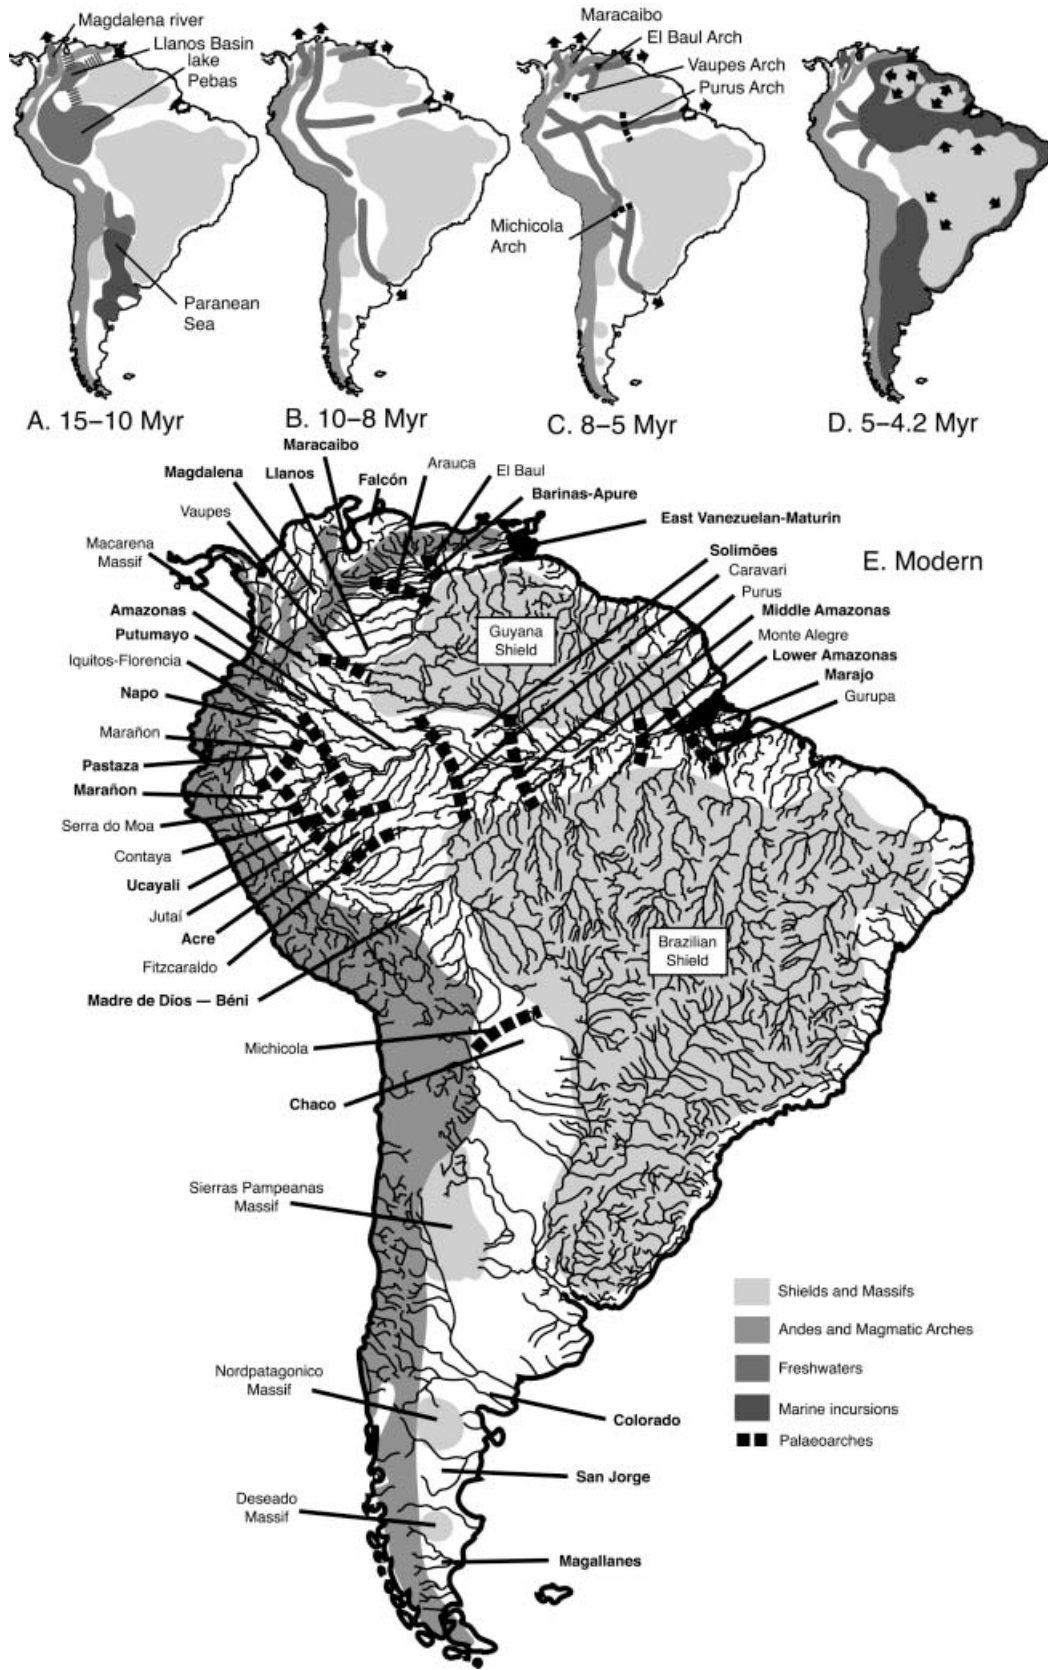 Magdalena river
Llanos Basin
lake
Pebas
Paranean
Sea
A. 15–10 Myr
B. 10–8 Myr
Maracaibo
El Baul Arch
Vaupes Arch
Purus Arch
Michicola
Arch
C. 8–5 Myr
D. 5–4.2 Myr
Maracaibo
Magdalena
Llanos
Falcón
Arauca
El Baul
Barinas-Apure
Vaupes
East Vanezuelan-Maturin
Macarena
Massif
Solimões
E. Modern
Caravari
Purus
Amazonas
Middle Amazonas
Putumayo
Monte Alegre
Iquitos-Florencia
Lower Amazonas
Marajo
Napo
Gurupa
Guyana
Shield
Marañon
Pastaza
Marañon
Serra do Moa
Contaya
Ucayali
Jutaí
Acre
Fitzcaraldo
Brazilian
Shield
Madre de Díos — Béni
Michicola
Chaco
Sierras Pampeanas
Massif
Shields and Massifs
Andes and Magmatic Arches
Freshwaters
Marine incursions
Palaeoarches
Nordpatagonico
Massif
Colorado
San Jorge
Deseado
Massif
Magallanes